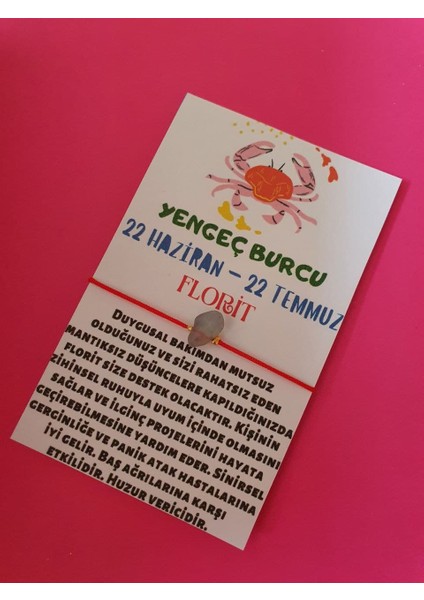 YENGEÇ BURCU
22 HAZİRAN – 22 TEMMUZ
FLORİT
DUYGUSAL BAKIMDAN MUTSUZ
OLDUĞUNUZ VE SİZİ RAHATSIZ EDEN
MANTIKSIZ DÜŞÜNCELERE KAPILDIĞINIZDA
FLORİT SİZE DESTEK OLACAKTIR. KİŞİNİN
ZİHİNSEL RUHUYLA UYUM İÇİNDE OLMASINI
SAĞLAR VE İLGİNÇ PROJELERİNİ HAYATA
GEÇİREBİLMESİNE YARDIM EDER. SİNİRSEL
GERGİNLİĞE VE PANİK ATAK HASTALARINA
İYİ GELİR. BAŞ AĞRILARINA KARŞI
ETKİLİDİR. HUZUR VERİCİDİR.